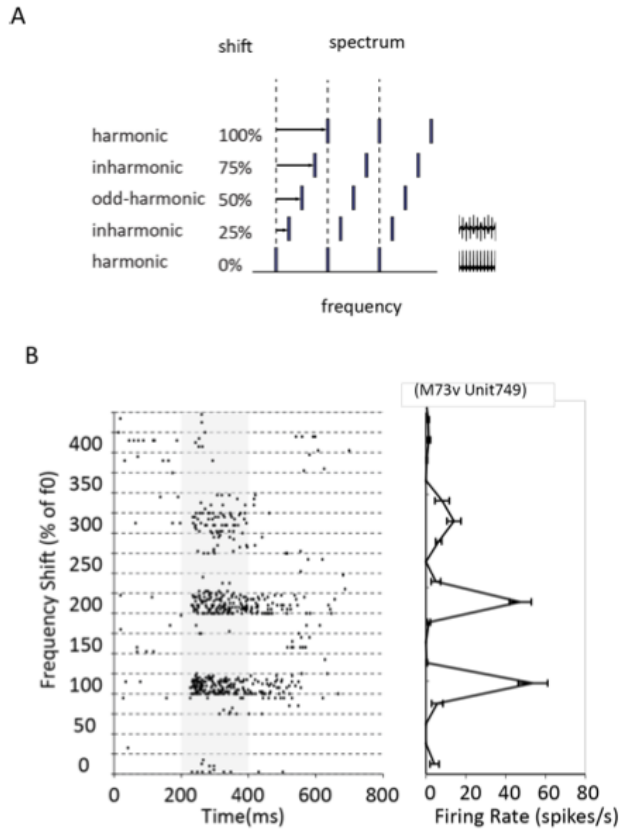 A
shift spectrum
harmonic 100%
inharmonic 75%
odd-harmonic 50%
inharmonic 25%
harmonic 0%
frequency
B
(M73v Unit749)
Frequency Shift (% of f0)
400
350
300
250
200
150
100
50
0
0 200 400 600 800
Time(ms)
0 20 40 60 80
Firing Rate (spikes/s)